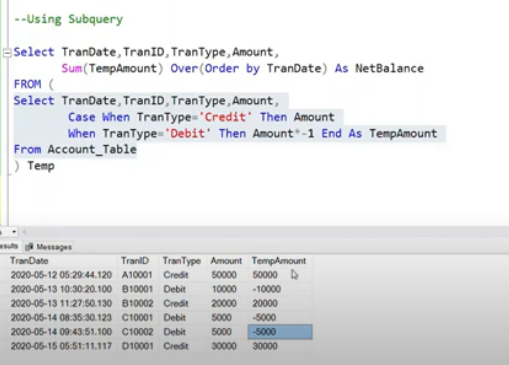 --Using Subquery
Select TranDate,TranID,TranType,Amount,
Sum(TempAmount) Over(Order by TranDate) As NetBalance
FROM (
Select TranDate,TranID,TranType,Amount,
Case When TranType='Credit' Then Amount
When TranType='Debit' Then Amount*-1 End As TempAmount
From Account_Table
) Temp
Messages
TranDate TranID TranType Amount TempAmount
2020-05-12 05:29:44.120 A10001 Credit 50000 50000
2020-05-13 10:30:20.100 B10001 Debit 10000 -10000
2020-05-13 11:27:50.130 B10002 Credit 20000 20000
2020-05-14 08:35:30.123 C10001 Debit 5000 -5000
2020-05-14 09:43:51.100 C10002 Debit 5000 -5000
2020-05-15 05:51:11.117 D10001 Credit 30000 30000